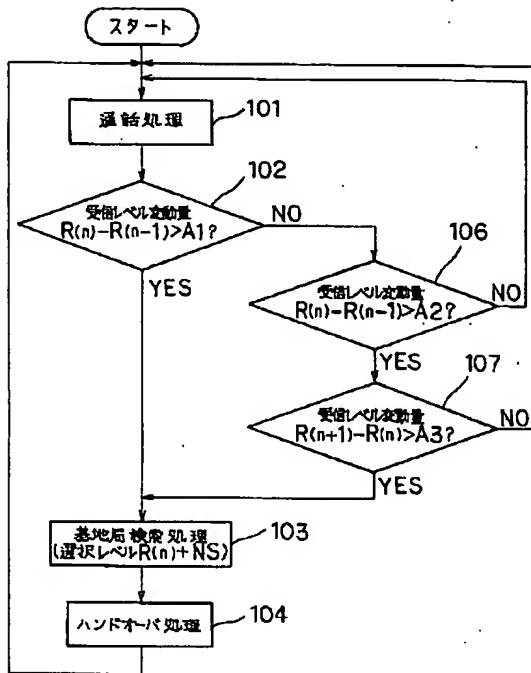 スタート
通話処理
101
102
受信レベル変動量
R(n)-R(n-1)>A1?
NO
YES
106
受信レベル変動量
R(n)-R(n-1)>A2?
NO
YES
107
受信レベル変動量
R(n+1)-R(n)>A3?
NO
YES
基地局検索処理
(選択レベルR(n)+NS)
103
ハンドオーバ処理
104